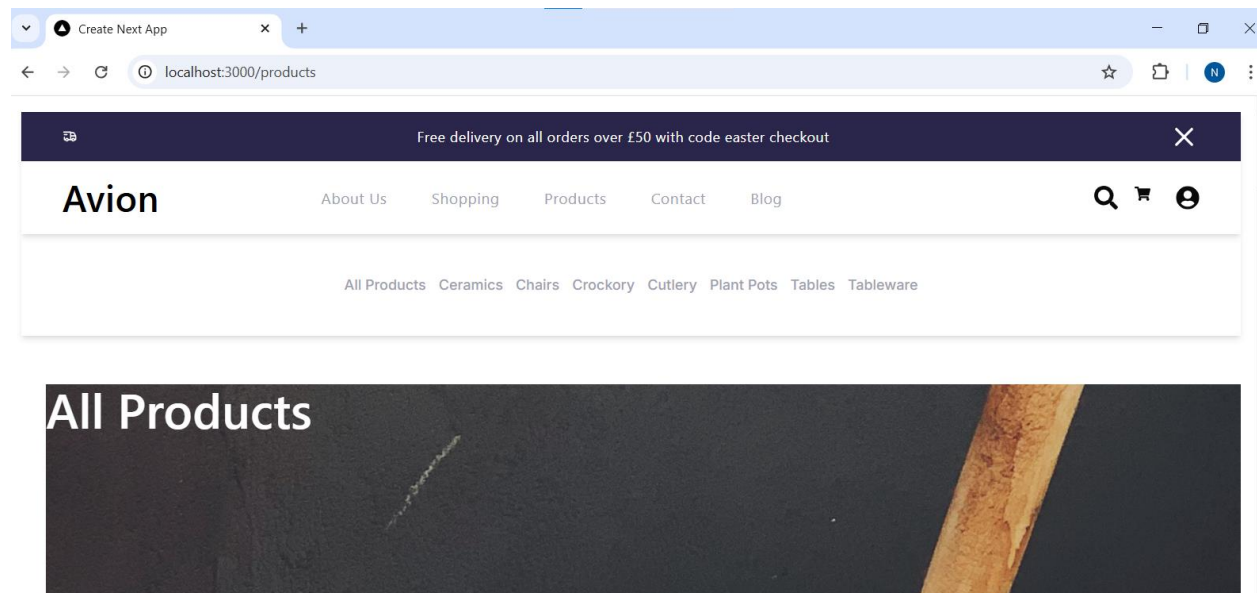 Create Next App
localhost:3000/products
N
Free delivery on all orders over £50 with code easter checkout
Avion About Us Shopping Products Contact Blog
All Products Ceramics Chairs Crockory Cutlery Plant Pots Tables Tableware
All Products